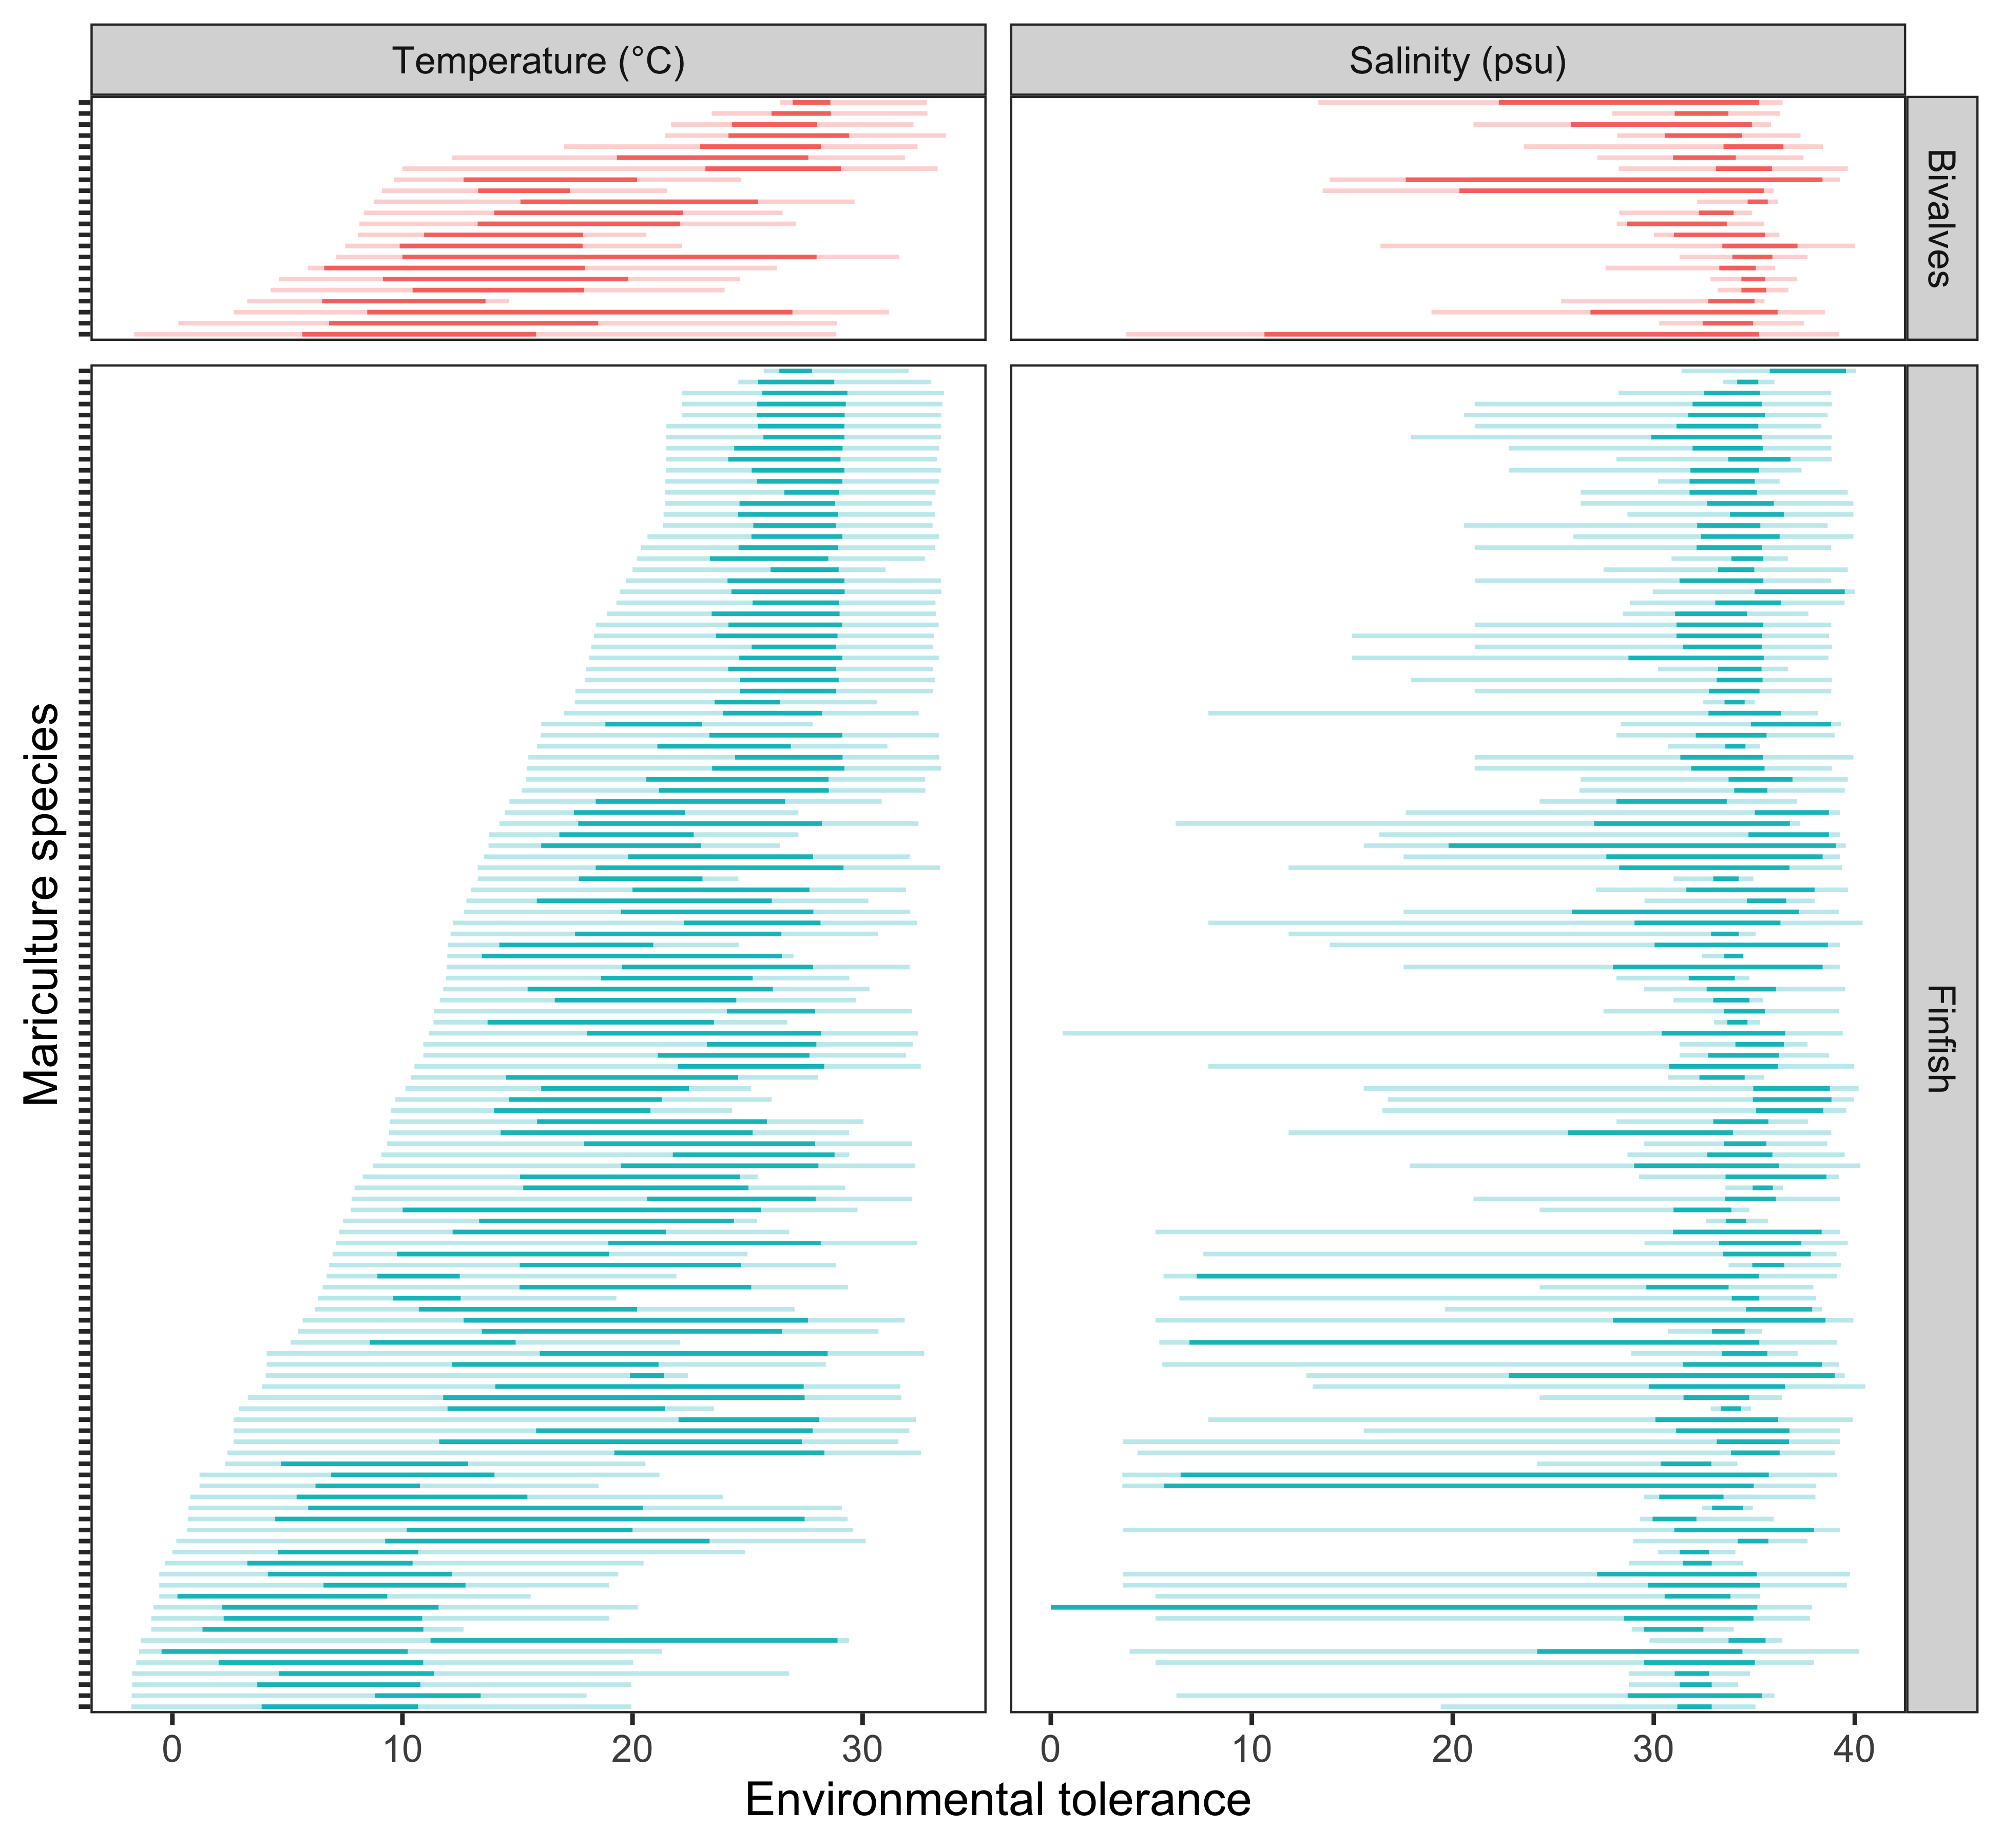 Temperature (°C)
Salinity (psu)
Bivalves
Finfish
Mariculture species
0 10 20 30
0 10 20 30 40
Environmental tolerance